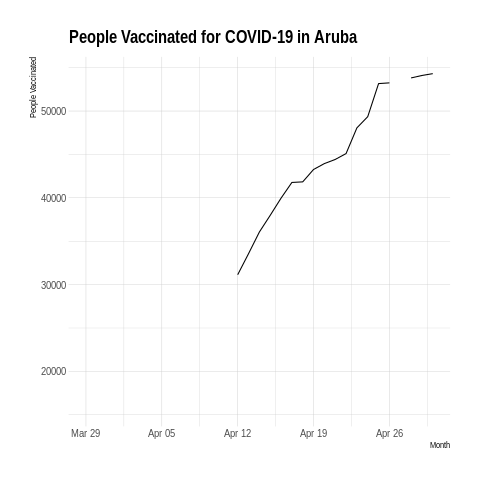 People Vaccinated for COVID-19 in Aruba
People Vaccinated
50000
40000
30000
20000
Mar 29 Apr 05 Apr 12 Apr 19 Apr 26
Month